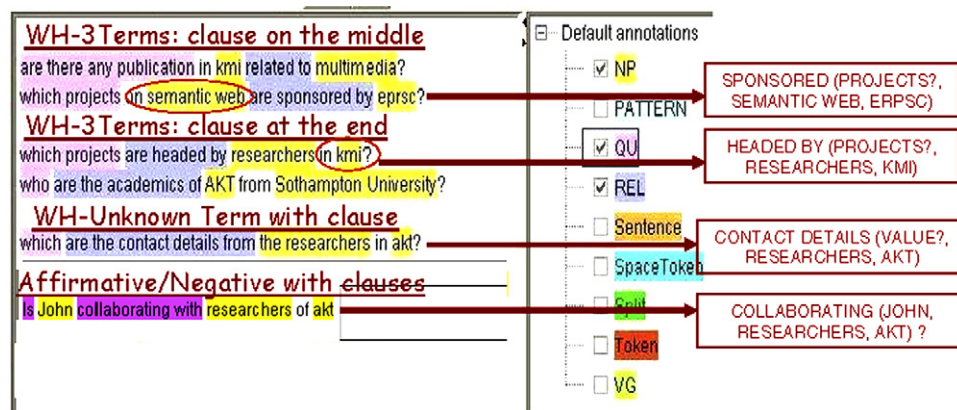 WH-3Terms: clause on the middle
are there any publication in kmi related to multimedia?
which projects in semantic web are sponsored by eprsc?
WH-3Terms: clause at the end
which projects are headed by researchers in kmi?
who are the academics of AKT from Sothampton University?
WH-Unknown Term with clause
which are the contact details from the researchers in akt?
Affirmative/Negative with clauses
Is John collaborating with researchers of akt
Default annotations
NP
PATTERN
QU
REL
Sentence
SpaceToken
Split
Token
VG
SPONSORED (PROJECTS?,
SEMANTIC WEB, ERPSC)
HEADED BY (PROJECTS?,
RESEARCHERS, KMI)
CONTACT DETAILS (VALUE?,
RESEARCHERS, AKT)
COLLABORATING (JOHN,
RESEARCHERS, AKT) ?